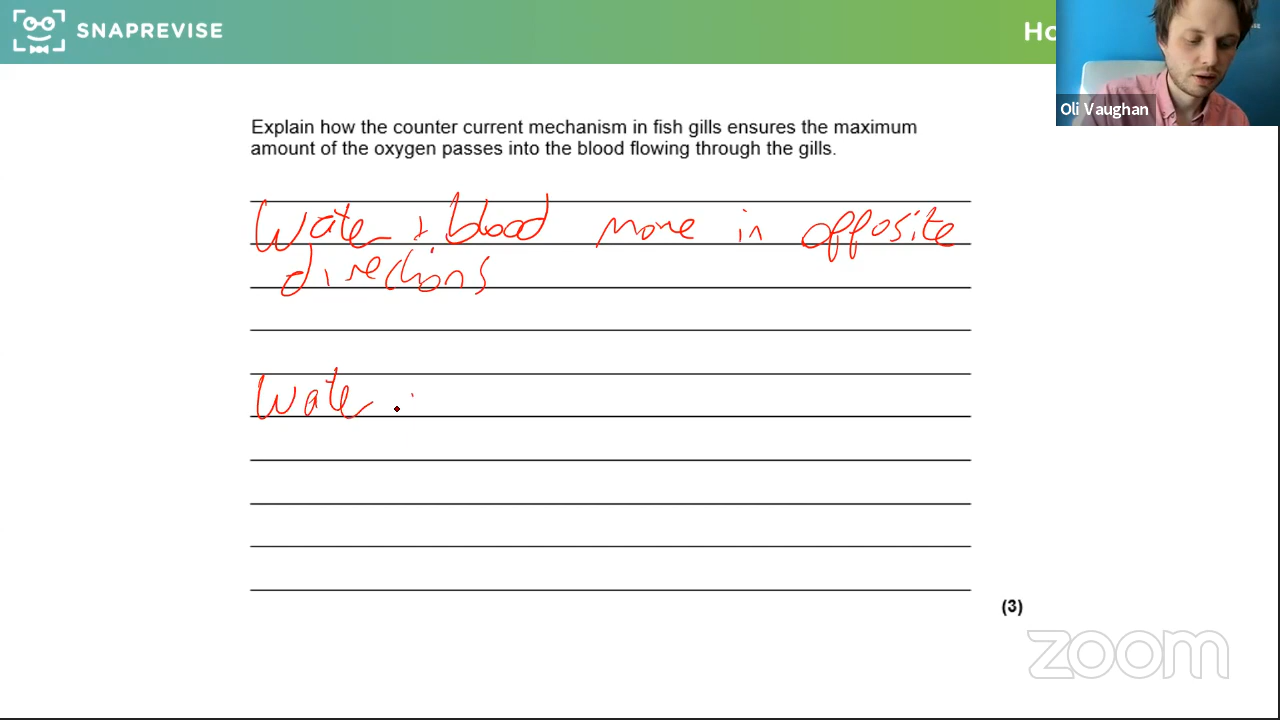 SNAPREVISE
Ho
Oli Vaughan
Explain how the counter current mechanism in fish gills ensures the maximum
amount of the oxygen passes into the blood flowing through the gills.
Water + blood move in opposite
directions
Water
(3)
zoom